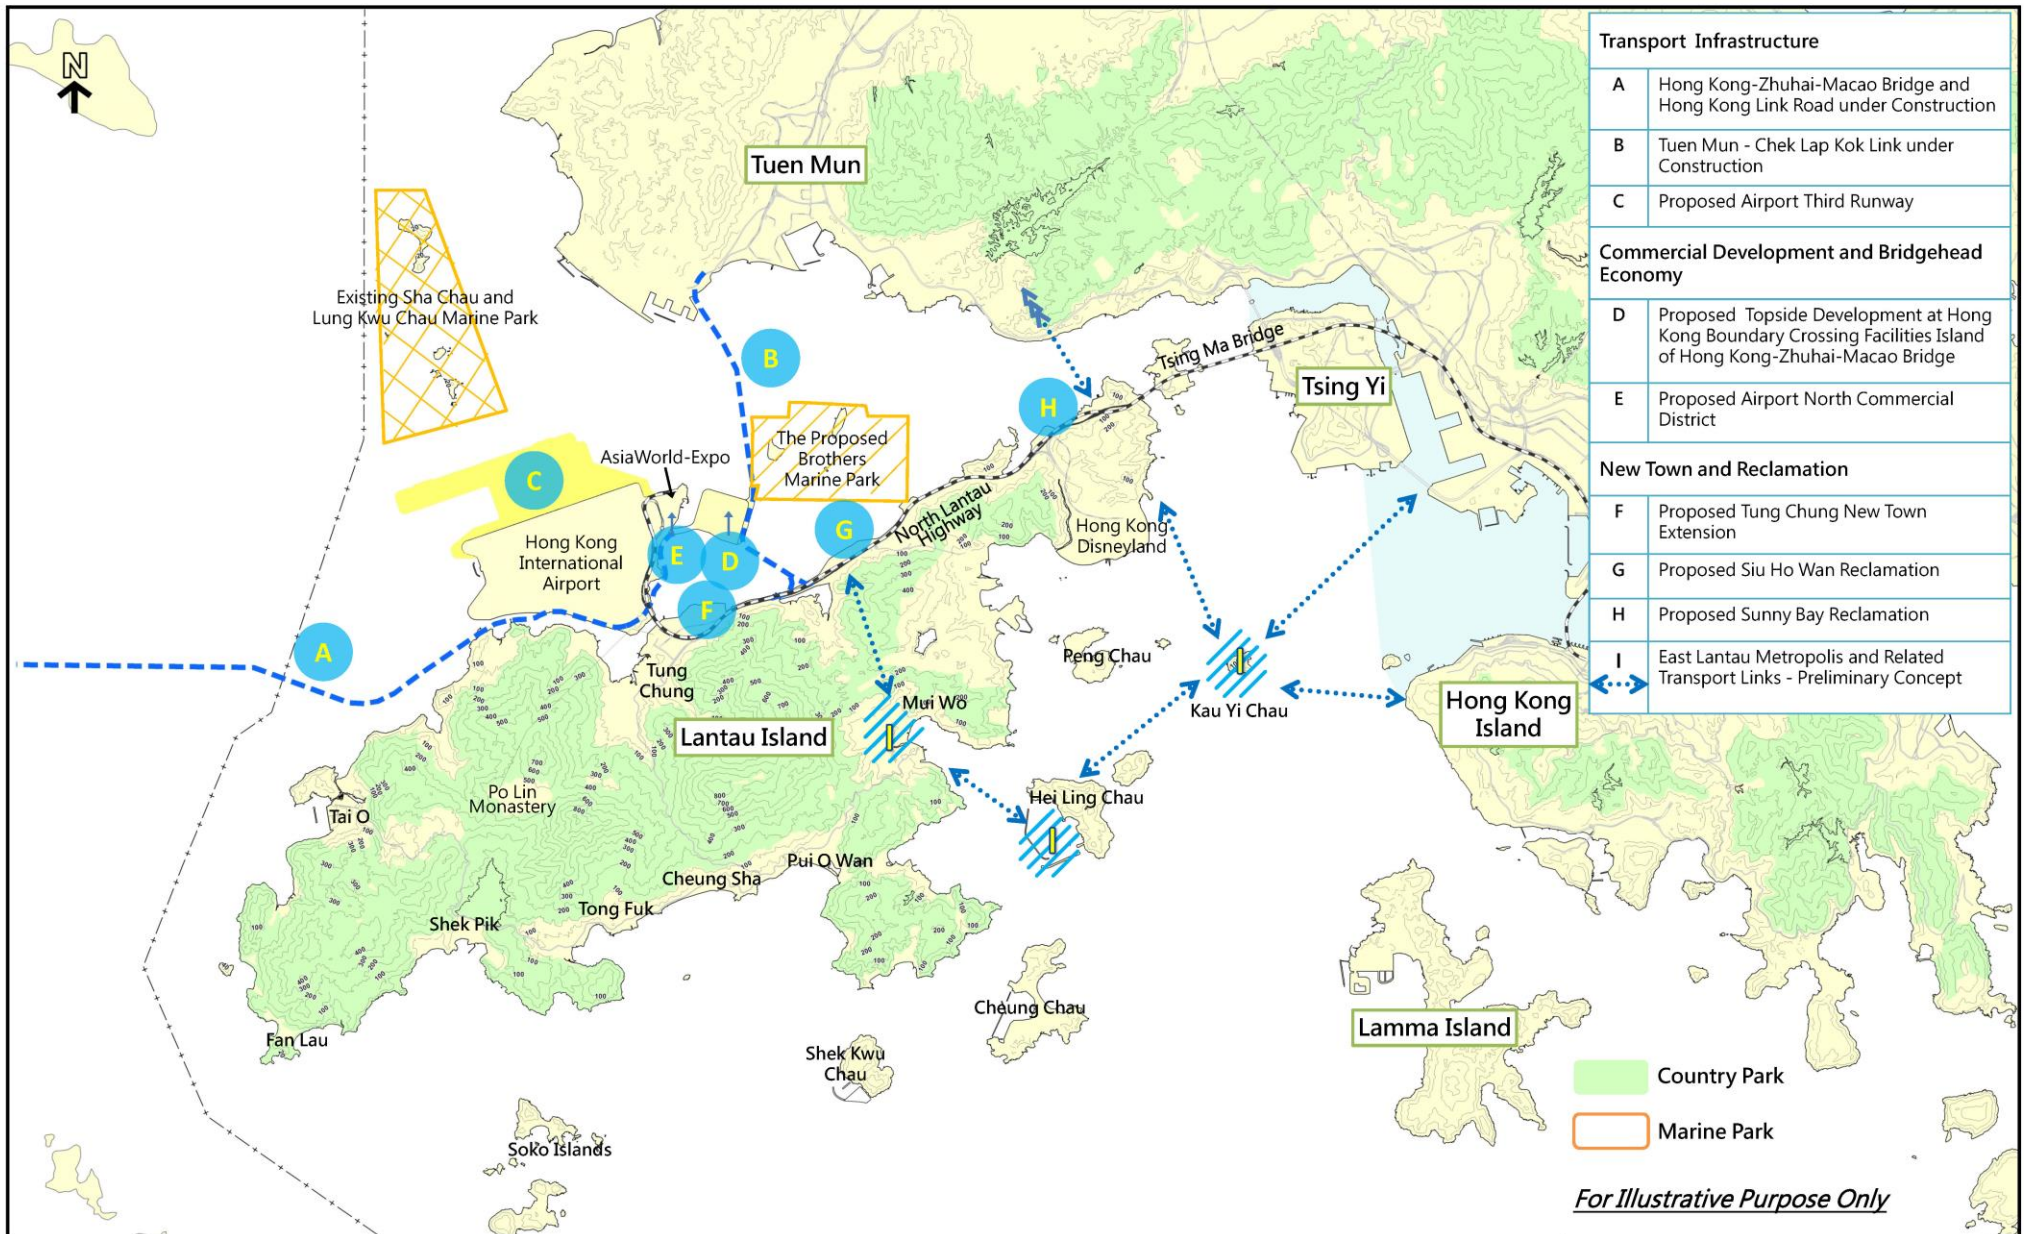 N
Tuen Mun
Existing Sha Chau and
Lung Kwu Chau Marine Park
B
Tsing Ma Bridge
Tsing Yi
H
The Proposed
Brothers
Marine Park
AsiaWorld-Expo
C
G
North Lantau
Highway
Hong Kong
Disneyland
Hong Kong
International
Airport
E
D
F
A
Tung
Chung
Peng Chau
Kau Yi Chau
Mui Wo
Lantau Island
Hong Kong
Island
Po Lin
Monastery
Tai O
Hei Ling Chau
Pui O Wan
Cheung Sha
Tong Fuk
Shek Pik
Cheung Chau
Lamma Island
Fan Lau
Shek Kwu
Chau
Soko Islands
I
I
I
Transport Infrastructure
A Hong Kong-Zhuhai-Macao Bridge and
Hong Kong Link Road under Construction
B Tuen Mun - Chek Lap Kok Link under
Construction
C Proposed Airport Third Runway
Commercial Development and Bridgehead
Economy
D Proposed Topside Development at Hong
Kong Boundary Crossing Facilities Island
of Hong Kong-Zhuhai-Macao Bridge
E Proposed Airport North Commercial
District
New Town and Reclamation
F Proposed Tung Chung New Town
Extension
G Proposed Siu Ho Wan Reclamation
H Proposed Sunny Bay Reclamation
I East Lantau Metropolis and Related
Transport Links - Preliminary Concept
Country Park
Marine Park
For Illustrative Purpose Only